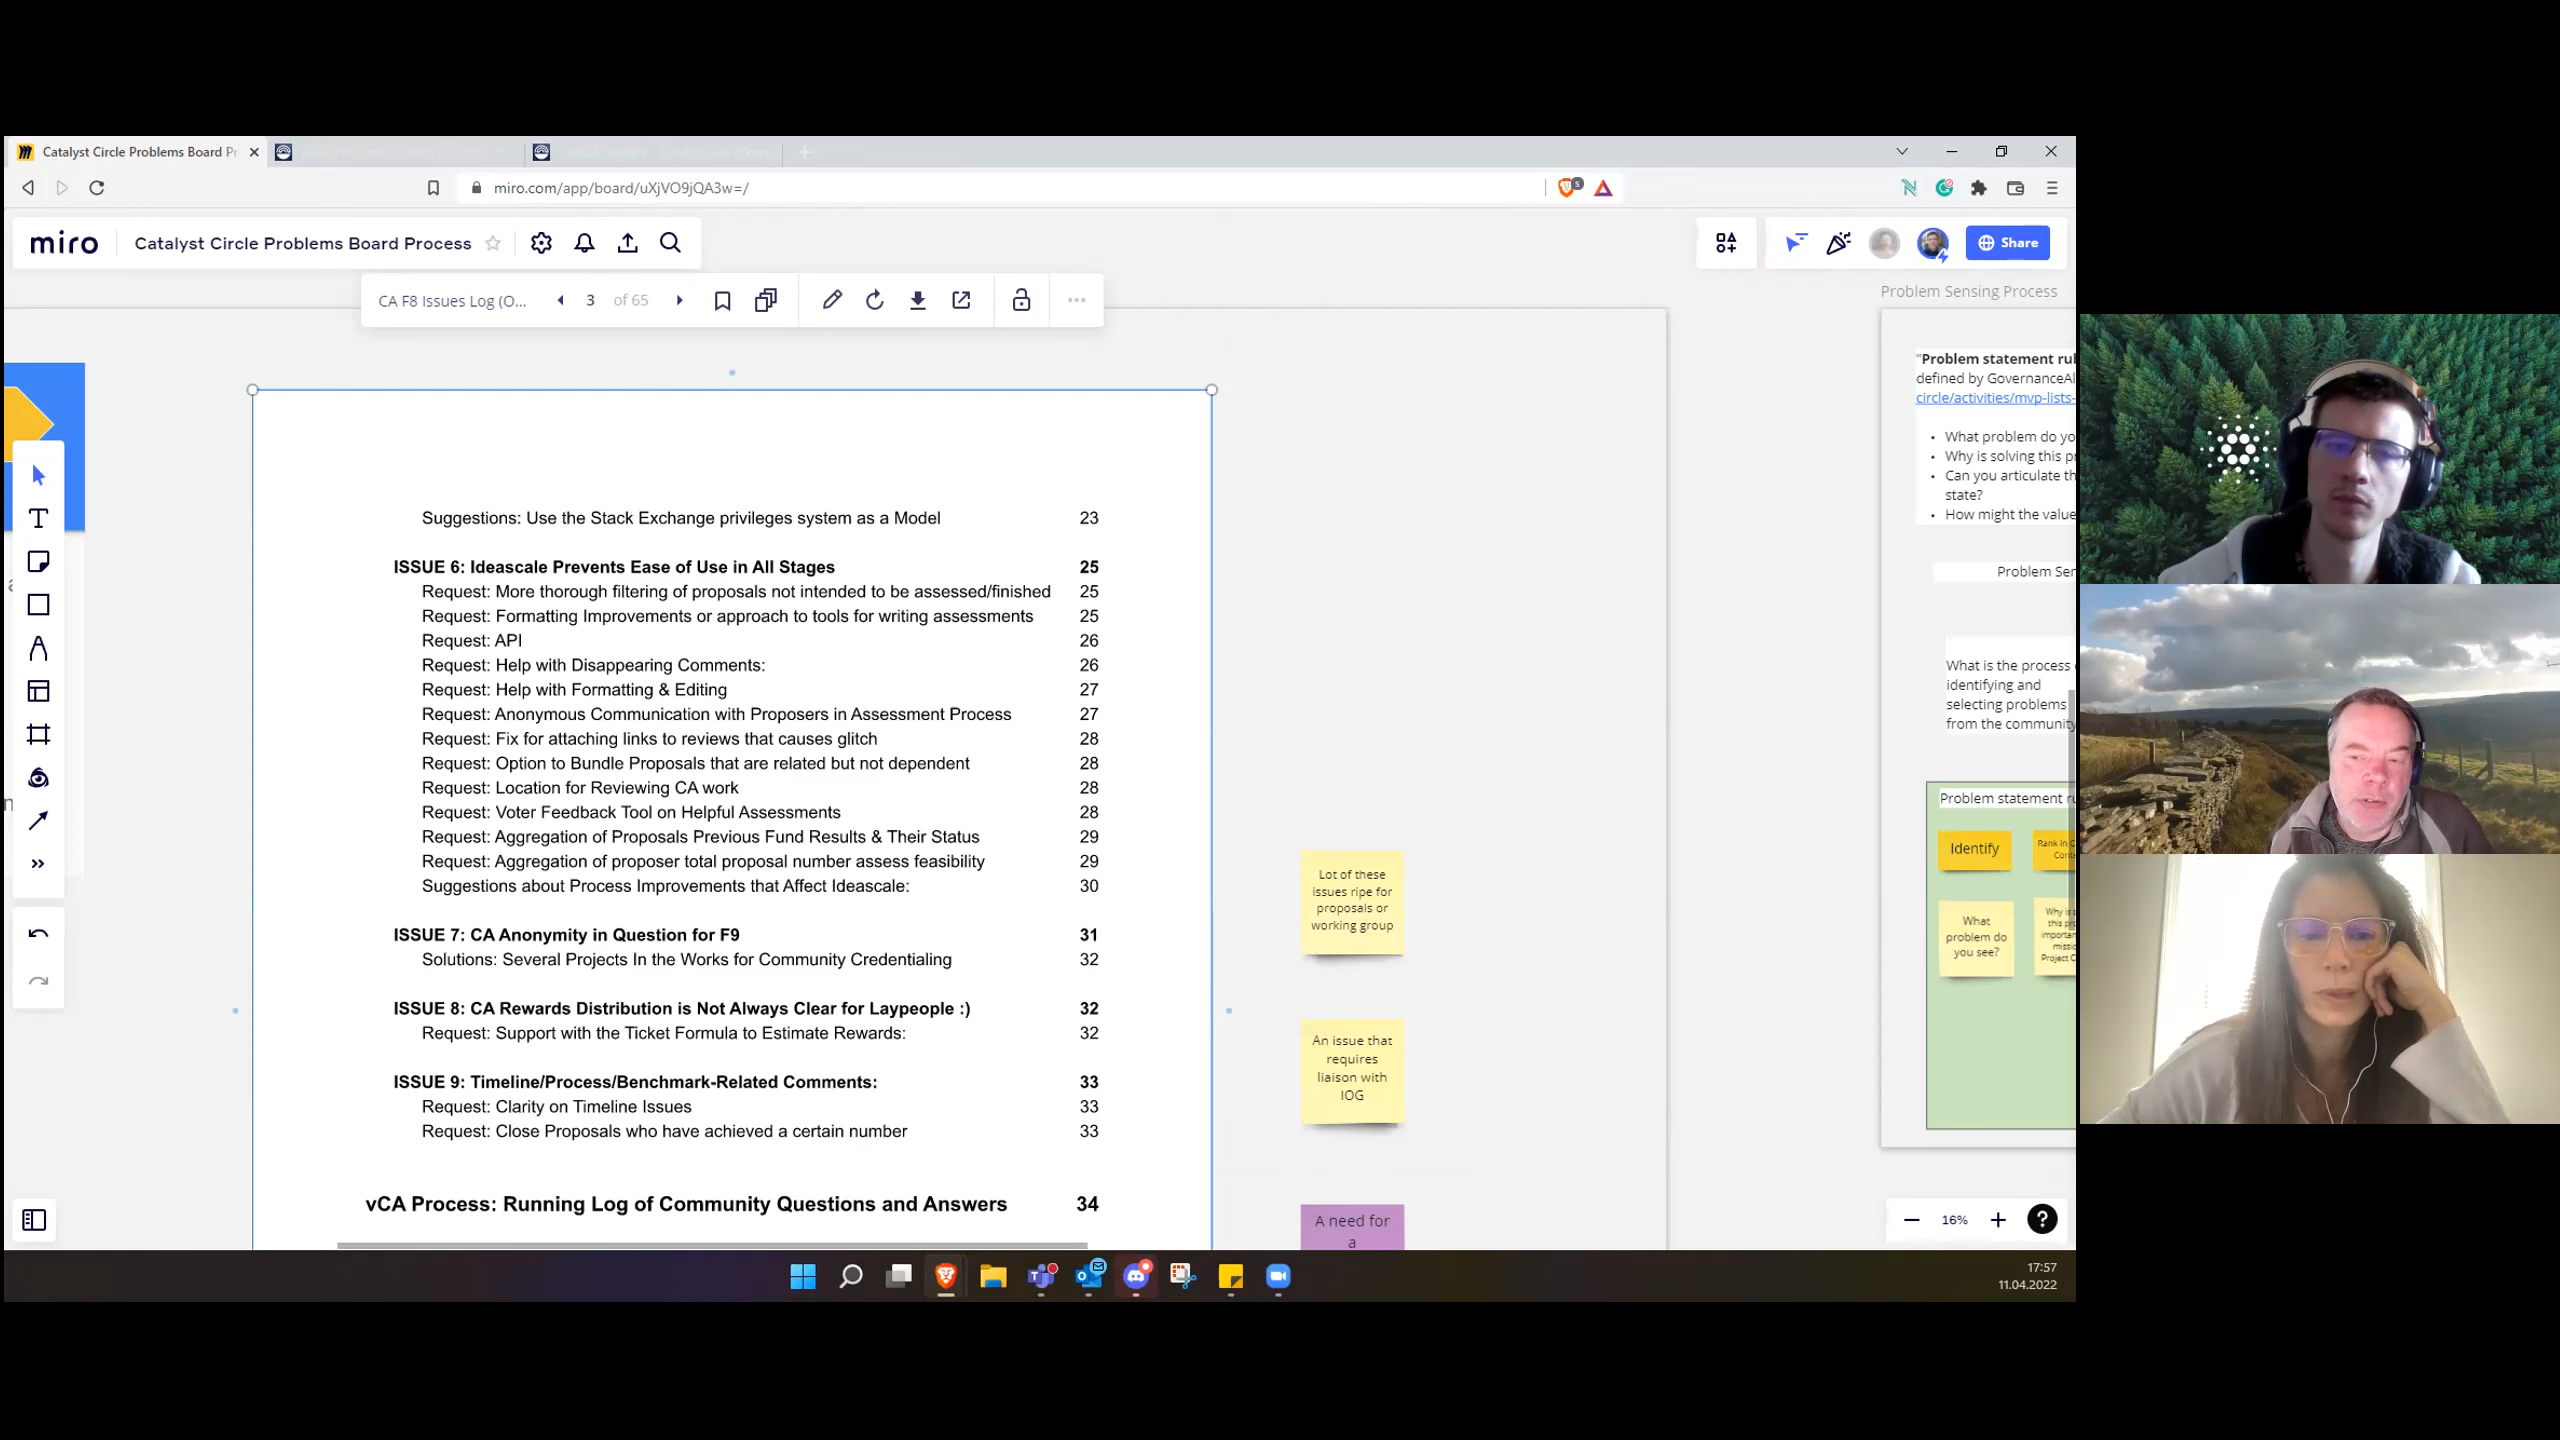 Catalyst Circle Problems Board Pr
miro.com/app/board/uXjVO9jQA3w=/
5
miro
Catalyst Circle Problems Board Process
Share
CA F8 Issues Log (O...
3 of 65
Suggestions: Use the Stack Exchange privileges system as a Model 23
ISSUE 6: Ideascale Prevents Ease of Use in All Stages 25
Request: More thorough filtering of proposals not intended to be assessed/finished 25
Request: Formatting Improvements or approach to tools for writing assessments 25
Request: API 26
Request: Help with Disappearing Comments: 26
Request: Help with Formatting & Editing 27
Request: Anonymous Communication with Proposers in Assessment Process 27
Request: Fix for attaching links to reviews that causes glitch 28
Request: Option to Bundle Proposals that are related but not dependent 28
Request: Location for Reviewing CA work 28
Request: Voter Feedback Tool on Helpful Assessments 28
Request: Aggregation of Proposals Previous Fund Results & Their Status 29
Request: Aggregation of proposer total proposal number assess feasibility 29
Suggestions about Process Improvements that Affect Ideascale: 30
ISSUE 7: CA Anonymity in Question for F9 31
Solutions: Several Projects In the Works for Community Credentialing 32
ISSUE 8: CA Rewards Distribution is Not Always Clear for Laypeople :) 32
Request: Support with the Ticket Formula to Estimate Rewards: 32
ISSUE 9: Timeline/Process/Benchmark-Related Comments: 33
Request: Clarity on Timeline Issues 33
Request: Close Proposals who have achieved a certain number 33
vCA Process: Running Log of Community Questions and Answers 34
Lot of these
issues ripe for
proposals or
working group
An issue that
requires
liaison with
IOG
A need for
a
Problem Sensing Process
"Problem statement ru
defined by GovernanceAl
circle/activities/mvp-lists-
What problem do yo
Why is solving this p
Can you articulate th
state?
How might the value
Problem Sen
What is the process
identifying and
selecting problems
from the community
Problem statement ru
Identify
Rank in C
Conte
What
problem do
you see?
Why is
this pro
importa
missi
Project C
16%
17:57
11.04.2022